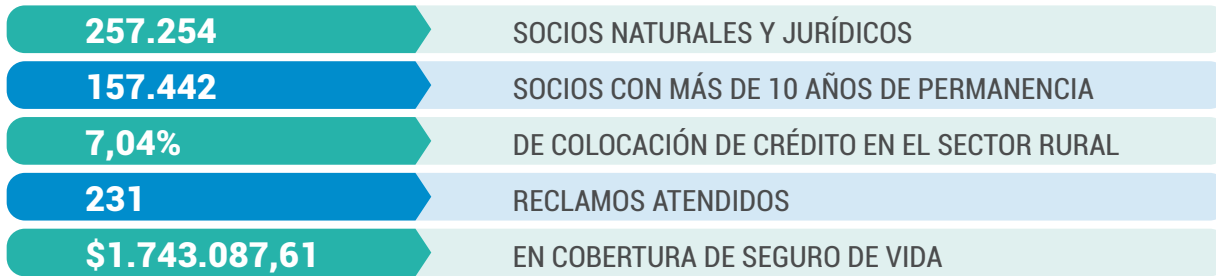 257.254 SOCIOS NATURALES Y JURÍDICOS
157.442 SOCIOS CON MÁS DE 10 AÑOS DE PERMANENCIA
7,04% DE COLOCACIÓN DE CRÉDITO EN EL SECTOR RURAL
231 RECLAMOS ATENDIDOS
$1.743.087,61 EN COBERTURA DE SEGURO DE VIDA